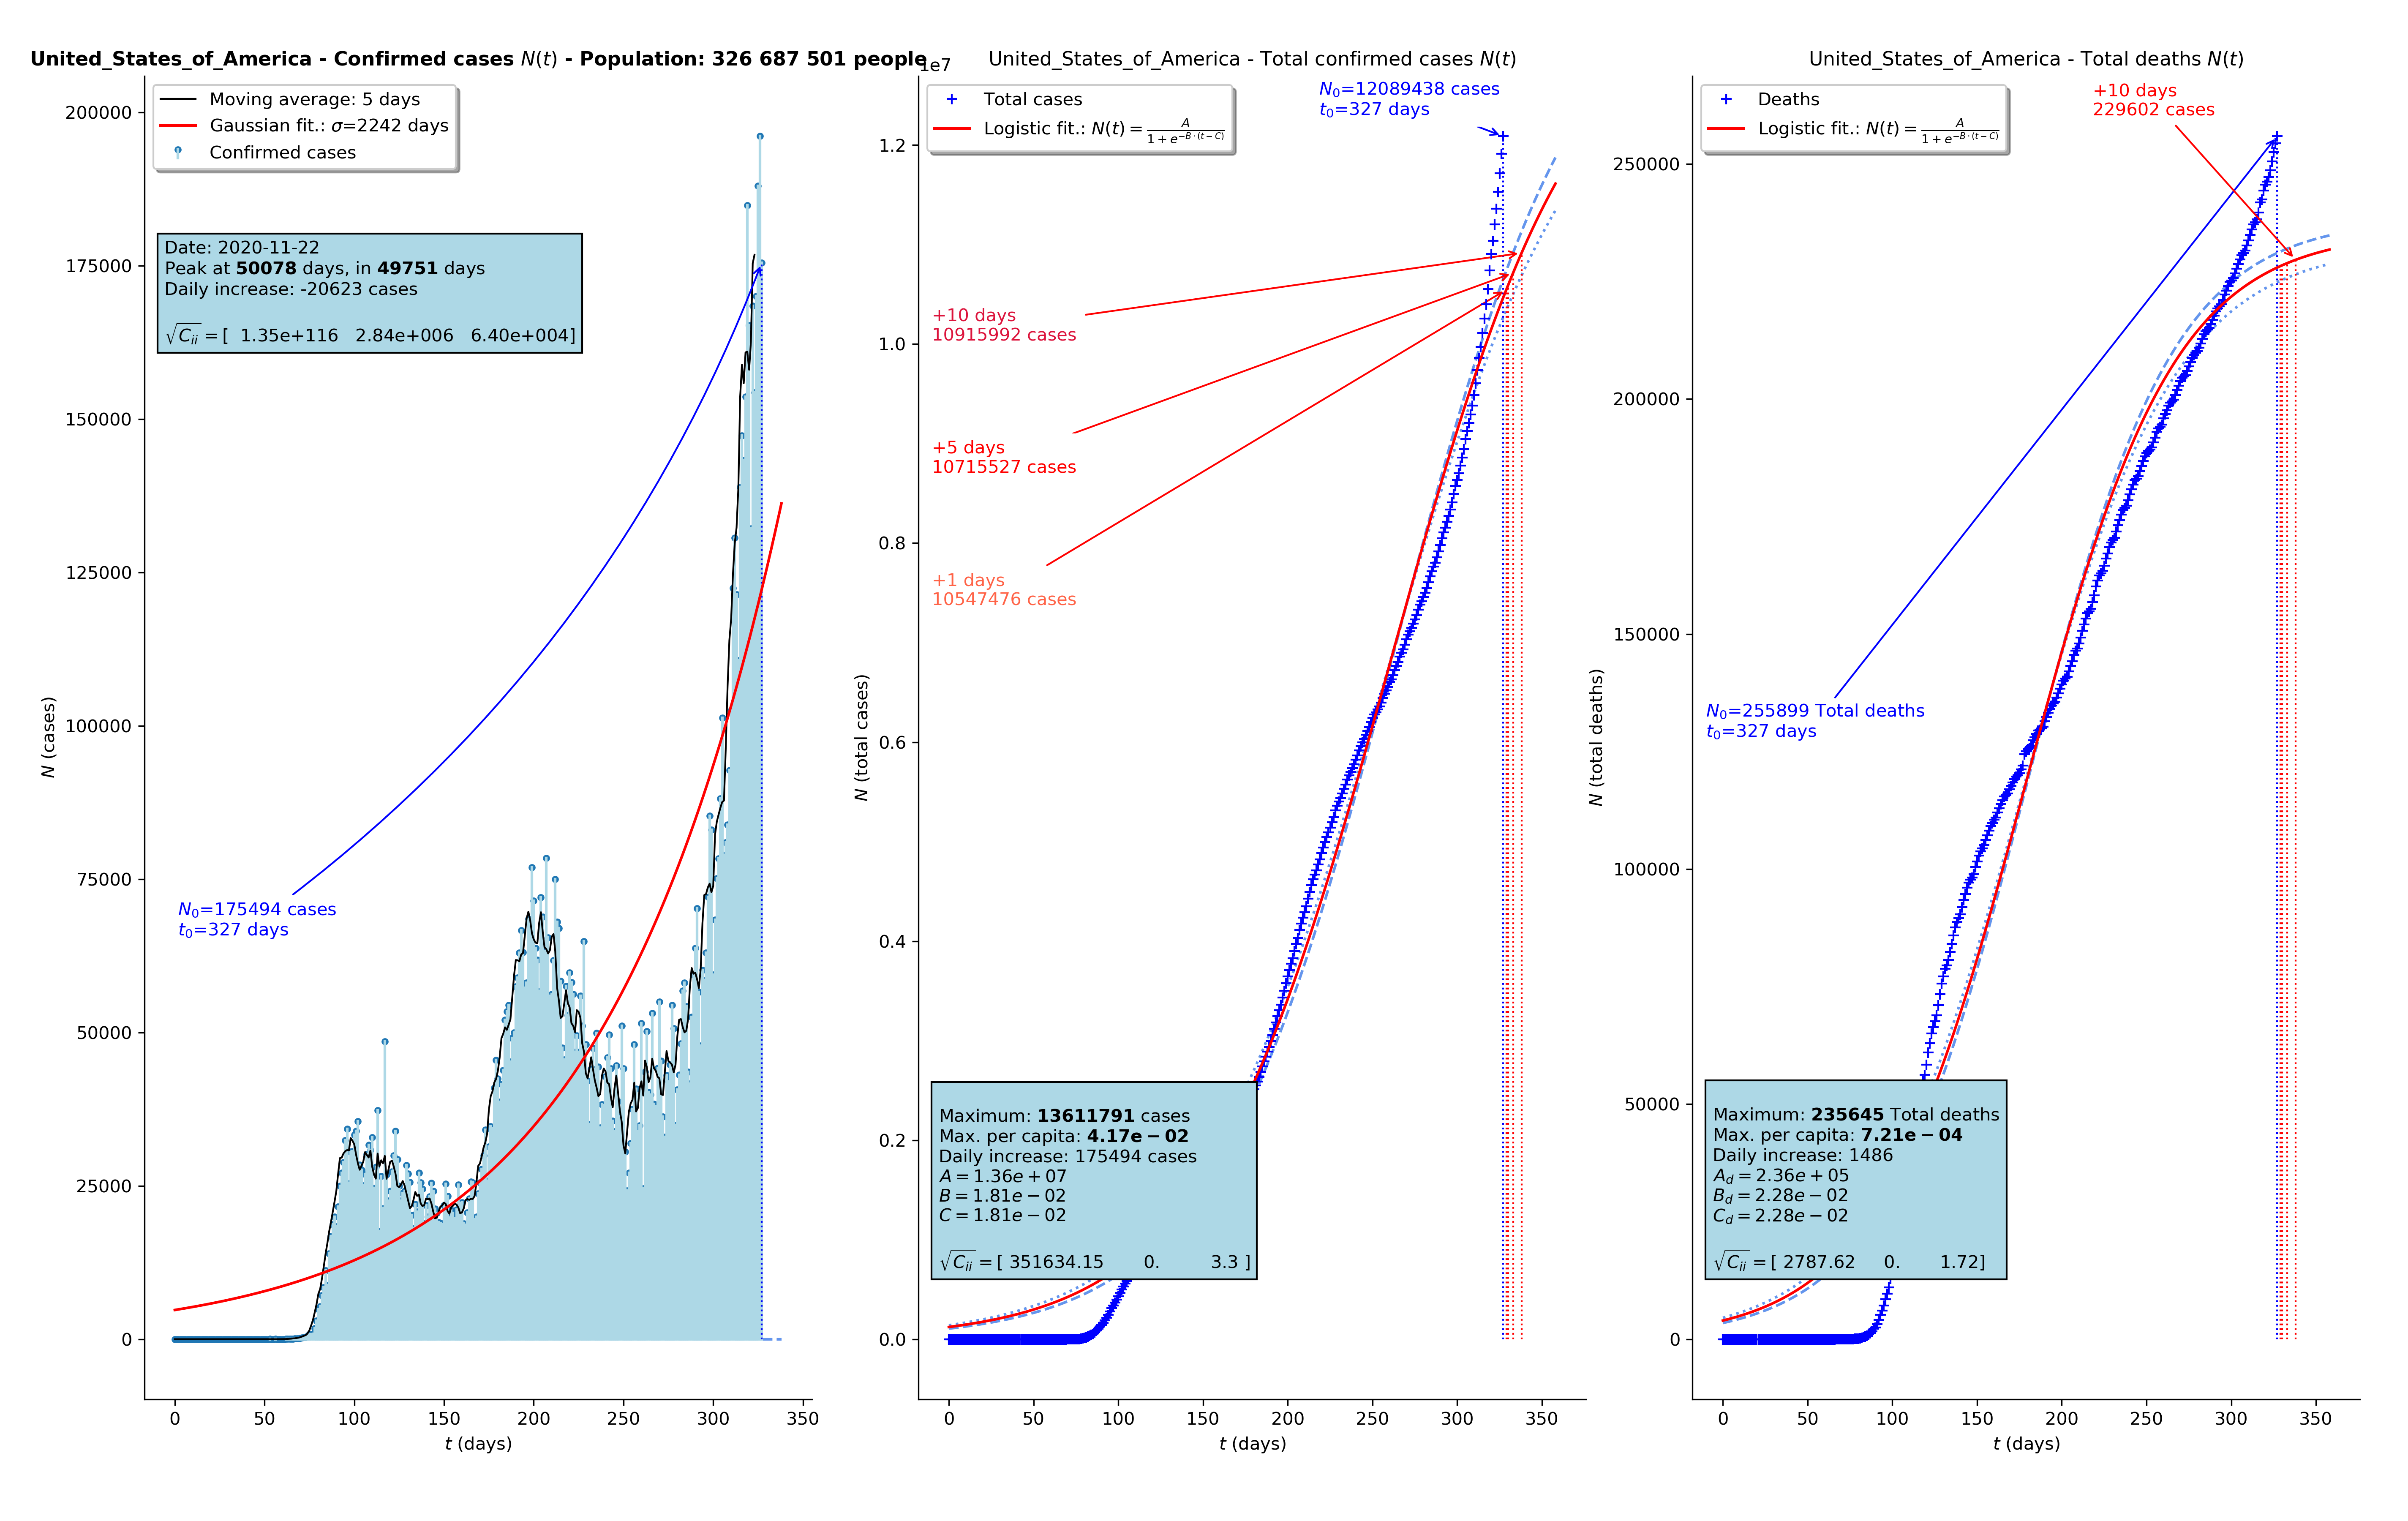 United_States_of_America - Confirmed cases N(t) - Population: 326 687 501 people
Moving average: 5 days
Gaussian fit.: σ=2242 days
Confirmed cases
Date: 2020-11-22
Peak at 50078 days, in 49751 days
Daily increase: -20623 cases
√C_ii = [ 1.35e+116 2.84e+006 6.40e+004]
N₀=175494 cases
t₀=327 days
N (cases)
200000
175000
150000
125000
100000
75000
50000
25000
0
0 50 100 150 200 250 300 350
t (days)
1e7
United_States_of_America - Total confirmed cases N(t)
Total cases
Logistic fit.: N(t) = A / (1 + e^(−B·(t−C)))
N₀=12089438 cases
t₀=327 days
+10 days
10915992 cases
+5 days
10715527 cases
+1 days
10547476 cases
Maximum: 13611791 cases
Max. per capita: 4.17e − 02
Daily increase: 175494 cases
A = 1.36e + 07
B = 1.81e − 02
C = 1.81e − 02
√C_ii = [ 351634.15 0. 3.3 ]
N (total cases)
1.2
1.0
0.8
0.6
0.4
0.2
0.0
0 50 100 150 200 250 300 350
t (days)
United_States_of_America - Total deaths N(t)
Deaths
Logistic fit.: N(t) = A / (1 + e^(−B·(t−C)))
+10 days
229602 cases
N₀=255899 Total deaths
t₀=327 days
Maximum: 235645 Total deaths
Max. per capita: 7.21e − 04
Daily increase: 1486
A_d = 2.36e + 05
B_d = 2.28e − 02
C_d = 2.28e − 02
√C_ii = [ 2787.62 0. 1.72]
N (total deaths)
250000
200000
150000
100000
50000
0
0 50 100 150 200 250 300 350
t (days)